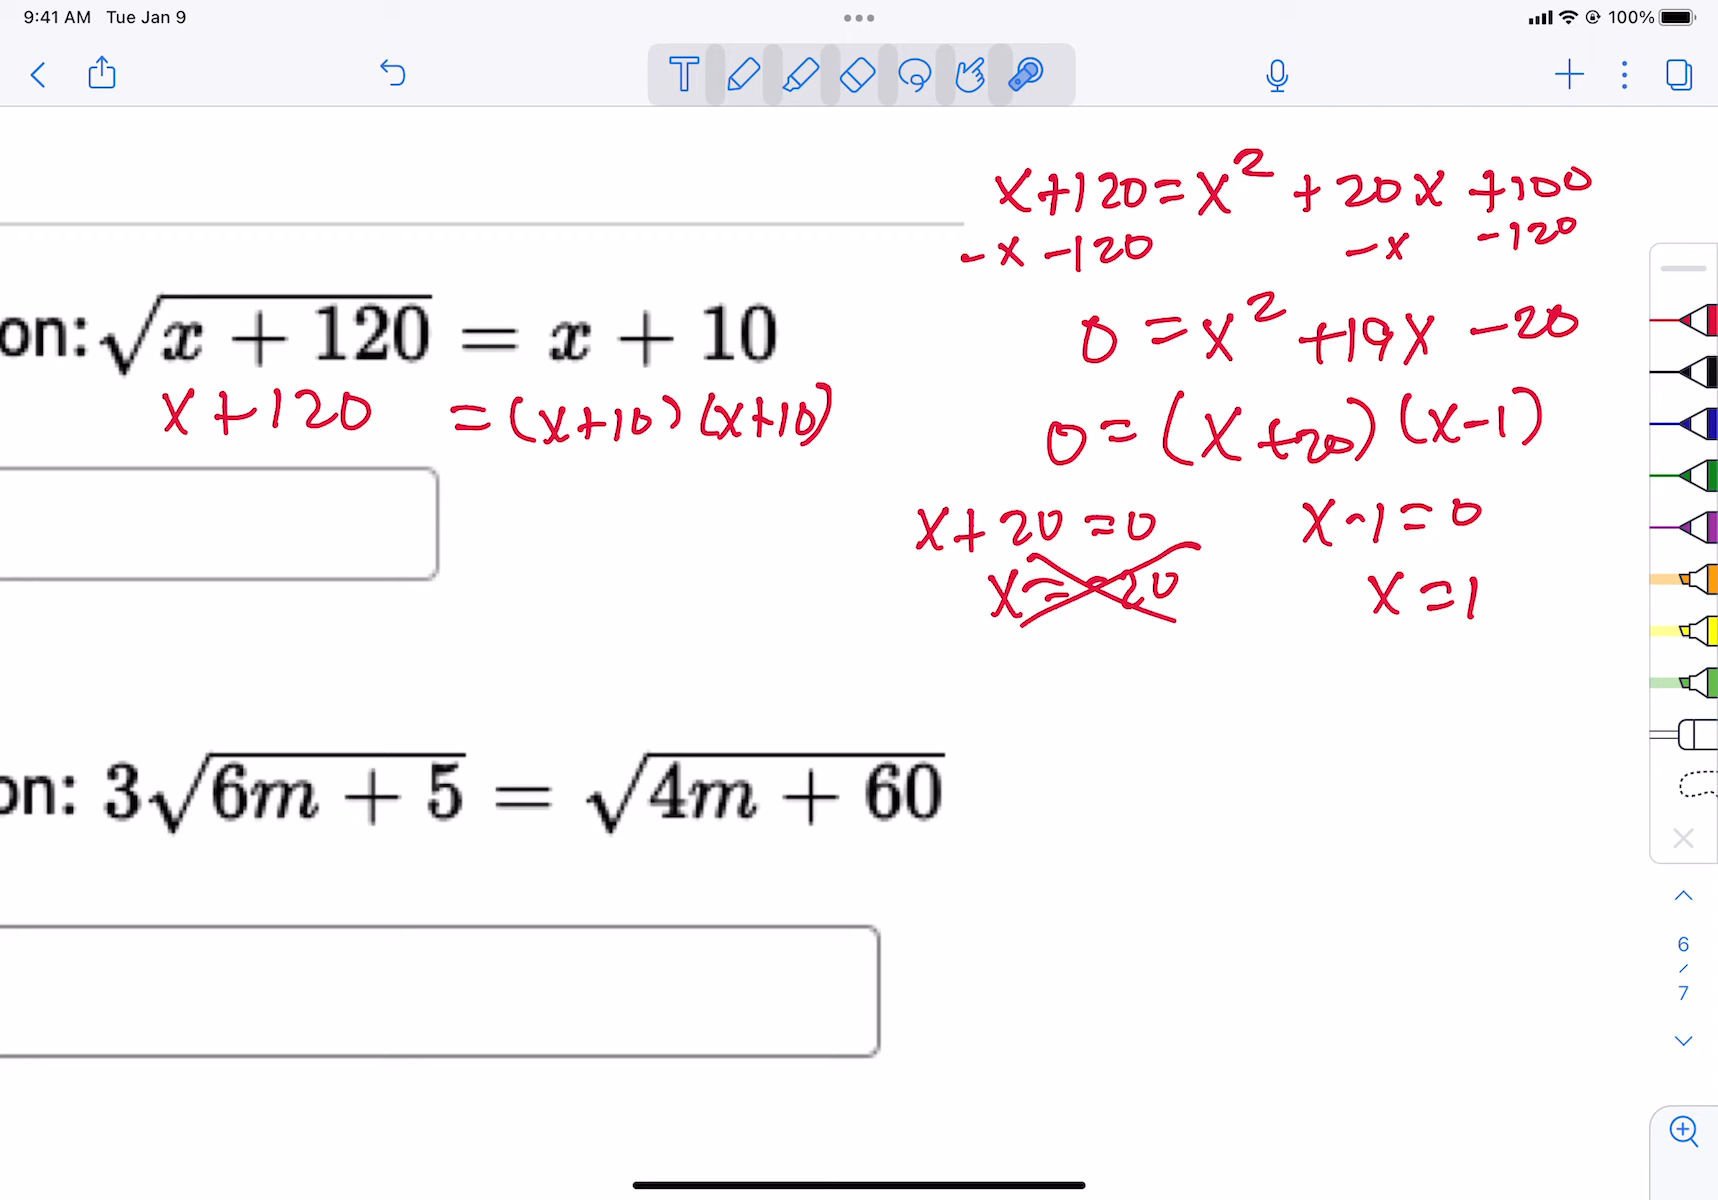 9:41 AM Tue Jan 9
100%
T
x+120=x² +20x +100
-x -120 -x -120
on: √(x + 120) = x + 10
0 =x² +19x -20
x+120 =(x+10)(x+10)
0=(x+20)(x-1)
x+20=0 x-1=0
x=-20 x=1
on: 3√(6m + 5) = √(4m + 60)
6
/
7